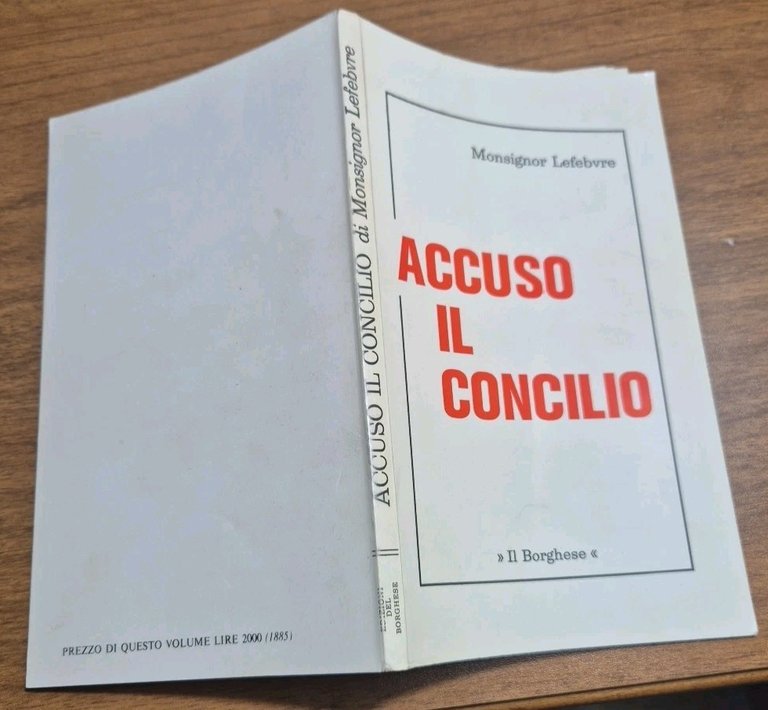 Monsignor Lefebvre
ACCUSO
IL
CONCILIO
» Il Borghese «
ACCUSO IL CONCILIO di Monsignor Lefebvre
EDIZIONI
DEL
BORGHESE
PREZZO DI QUESTO VOLUME LIRE 2000 (1885)